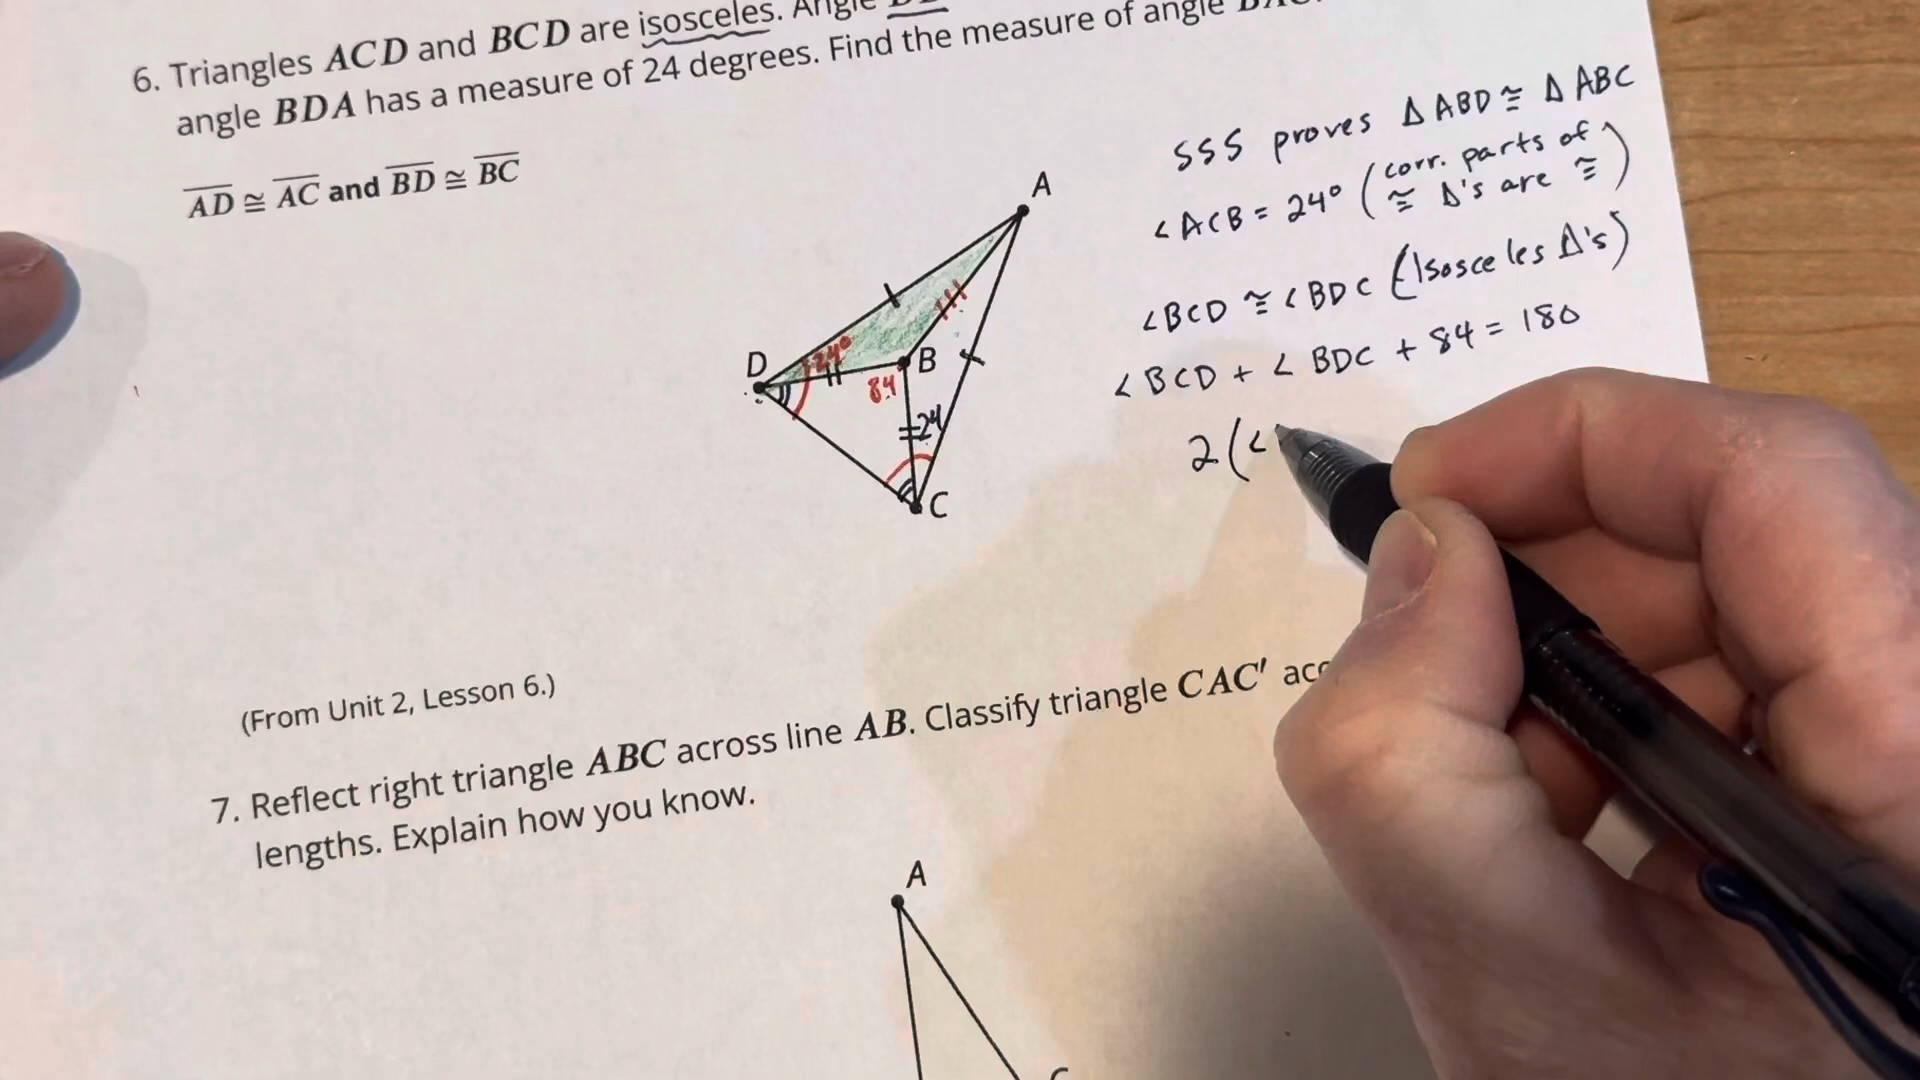 6. Triangles ACD and BCD are isosceles. Angle
angle BDA has a measure of 24 degrees. Find the measure of angle
AD ≅ AC and BD ≅ BC
A
D
24°
B
84
24
C
SSS proves Δ ABD ≅ Δ ABC
∠ACB = 24° (corr. parts of
≅ Δ's are ≅)
∠BCD ≅ ∠BDC (Isosceles Δ's)
∠BCD + ∠BDC + 84 = 180
2(∠
(From Unit 2, Lesson 6.)
7. Reflect right triangle ABC across line AB. Classify triangle CAC′
lengths. Explain how you know.
A